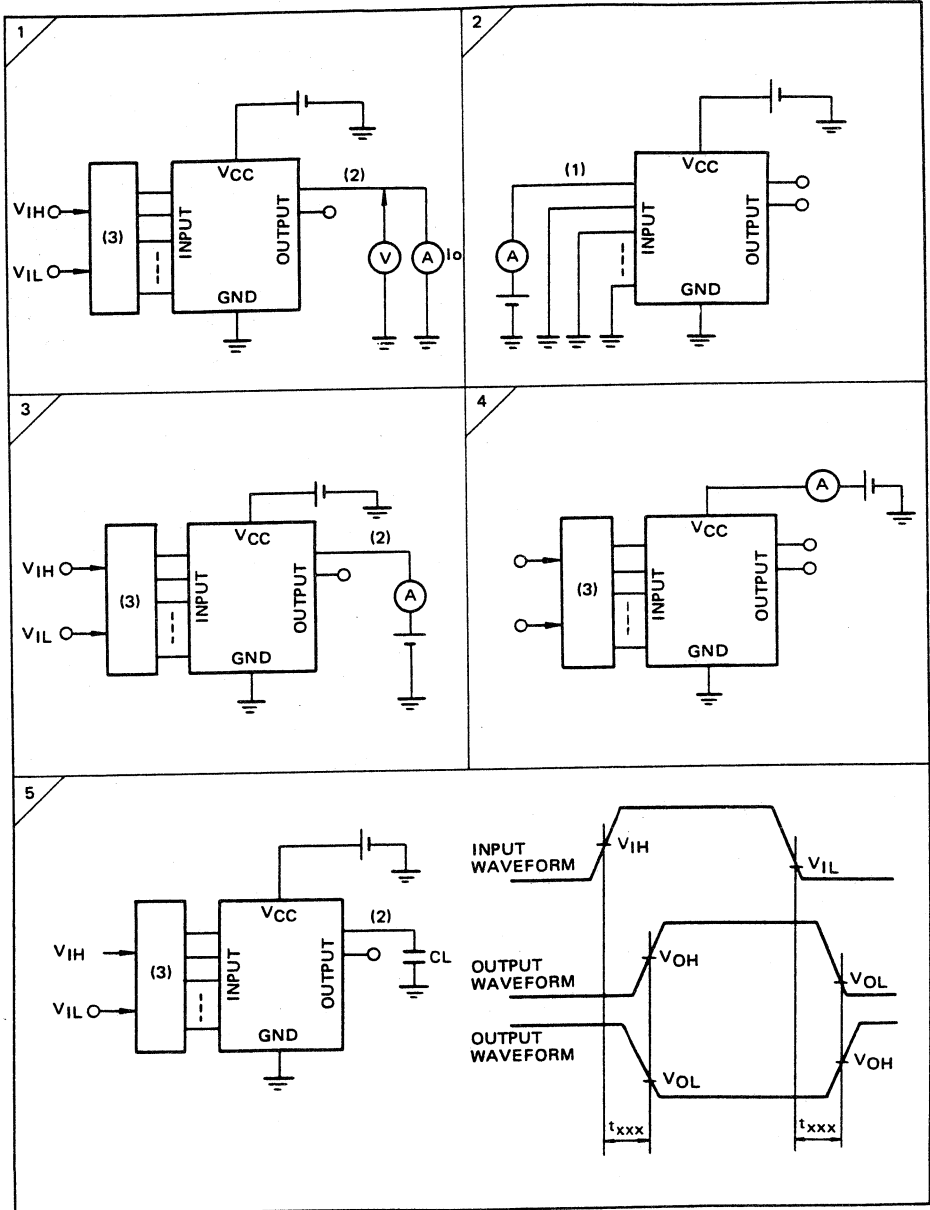 1
VCC
(2)
VIH
(3)
INPUT
OUTPUT
V
A
Io
VIL
GND
2
VCC
(1)
INPUT
OUTPUT
A
GND
3
VCC
(2)
VIH
(3)
INPUT
OUTPUT
A
VIL
GND
4
A
VCC
(3)
INPUT
OUTPUT
GND
5
VCC
(2)
VIH
(3)
INPUT
OUTPUT
CL
VIL
GND
INPUT
WAVEFORM
VIH
VIL
OUTPUT
WAVEFORM
VOH
VOL
OUTPUT
WAVEFORM
VOL
VOH
txxx
txxx